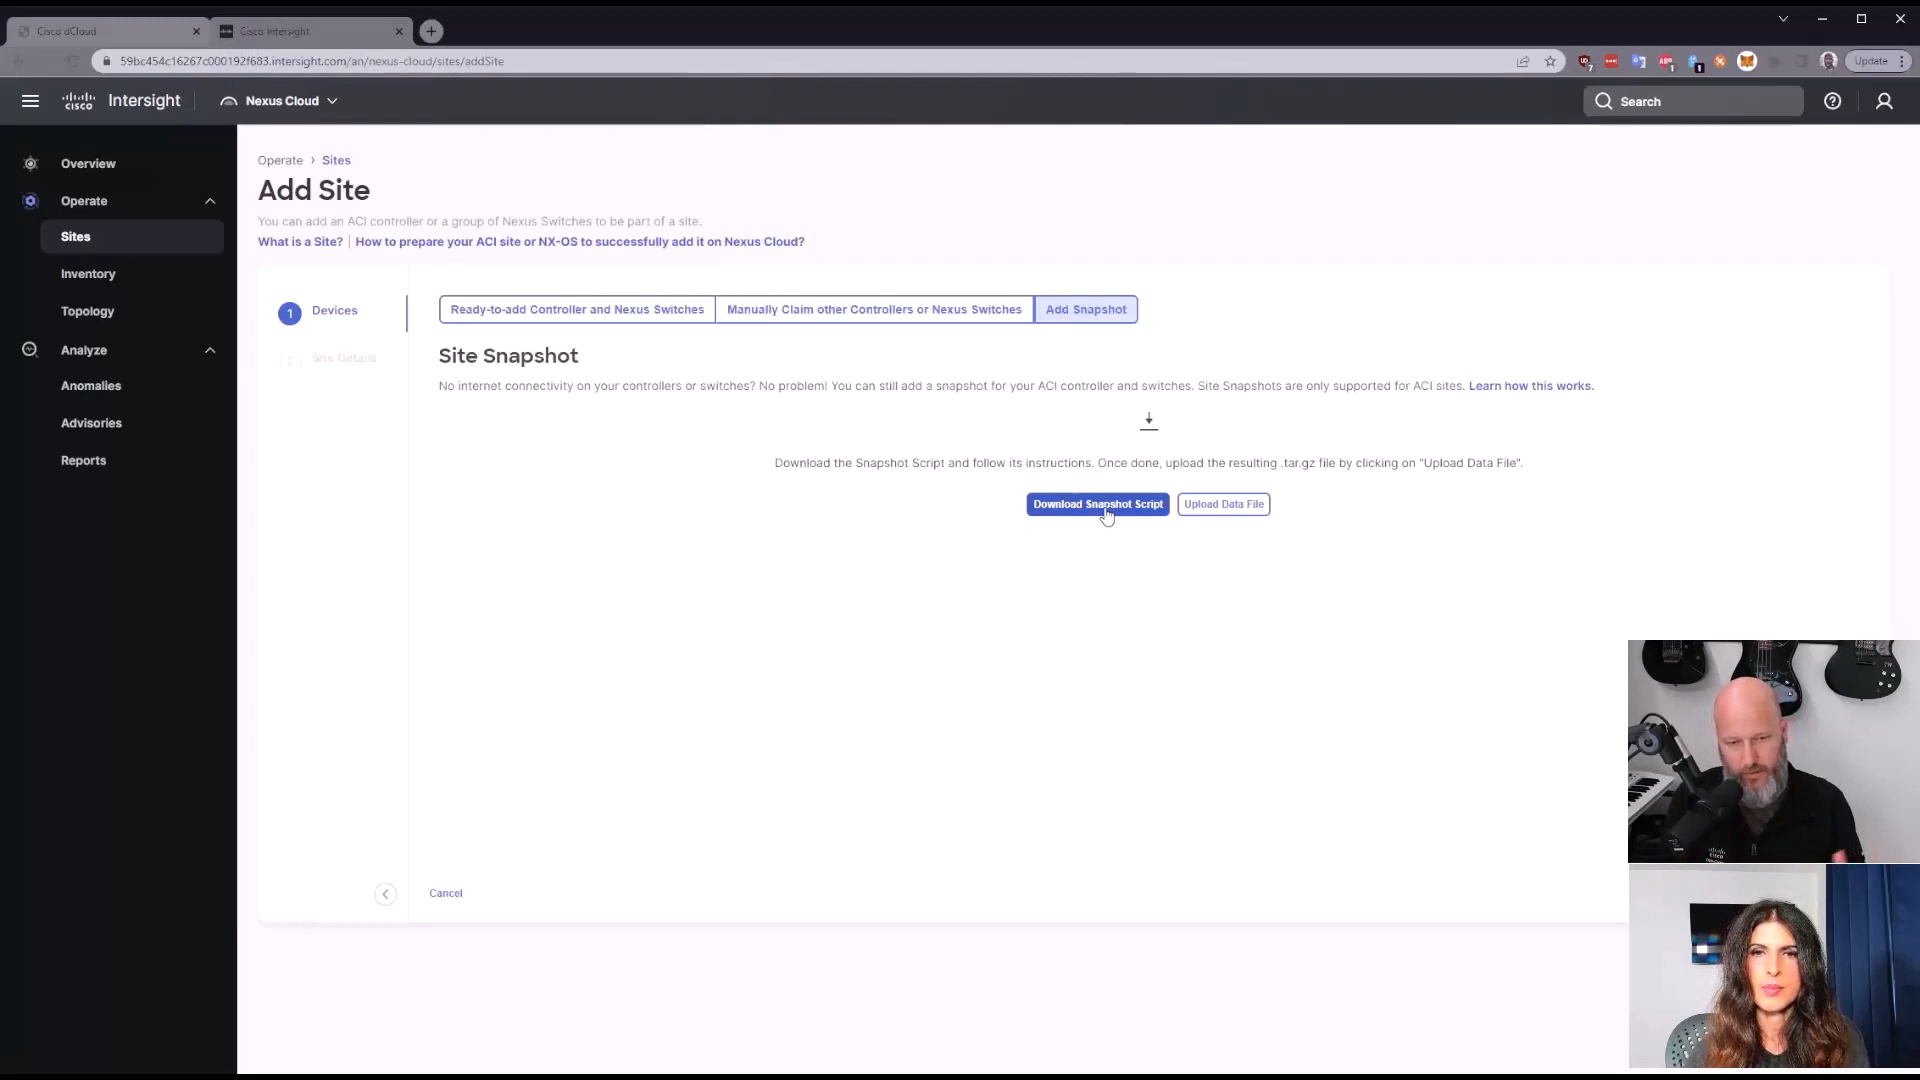 Cisco dCloud
Cisco Intersight
59bc454c16267c000192f683.intersight.com/an/nexus-cloud/sites/addSite
Update
CISCO Intersight
Nexus Cloud
Search
Overview
Operate
Sites
Inventory
Topology
Analyze
Anomalies
Advisories
Reports
Operate > Sites
Add Site
You can add an ACI controller or a group of Nexus Switches to be part of a site.
What is a Site? | How to prepare your ACI site or NX-OS to successfully add it on Nexus Cloud?
1 Devices
2 Site Details
Ready-to-add Controller and Nexus Switches
Manually Claim other Controllers or Nexus Switches
Add Snapshot
Site Snapshot
No internet connectivity on your controllers or switches? No problem! You can still add a snapshot for your ACI controller and switches. Site Snapshots are only supported for ACI sites. Learn how this works.
Download the Snapshot Script and follow its instructions. Once done, upload the resulting .tar.gz file by clicking on "Upload Data File".
Download Snapshot Script
Upload Data File
Cancel